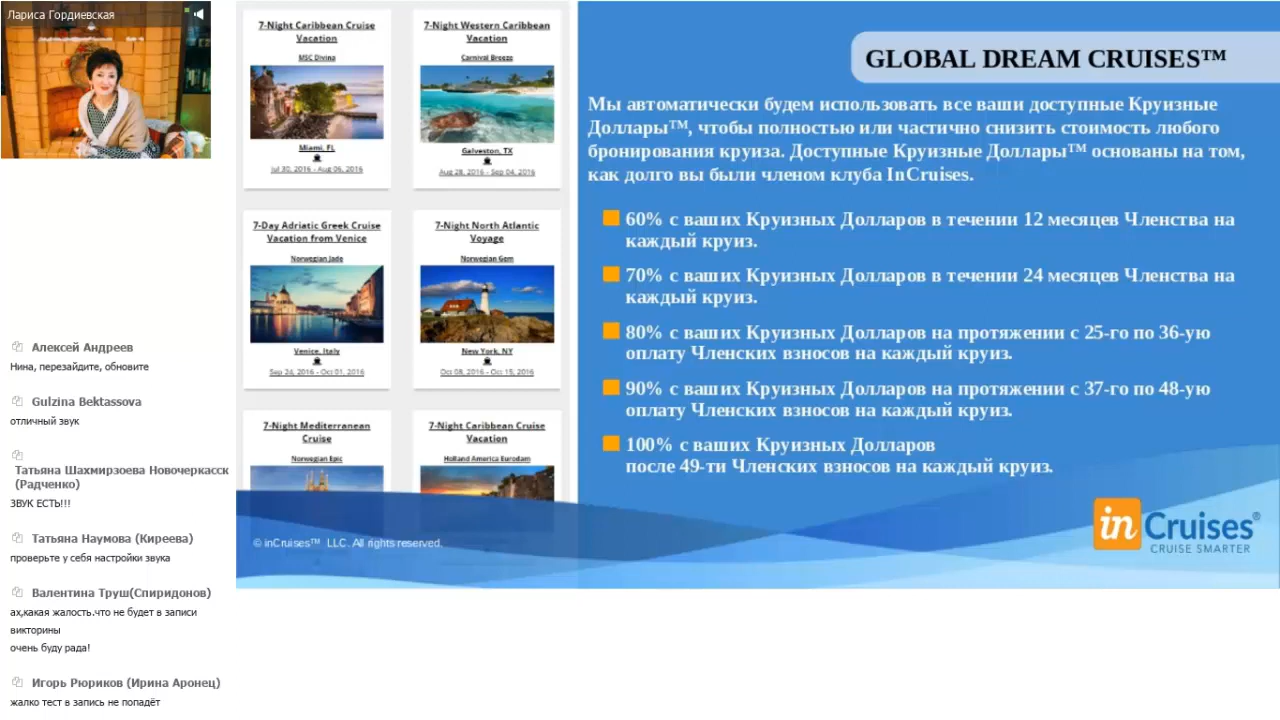 Лариса Гордиевская
Алексей Андреев
Нина, перезайдите, обновите
Gulzina Bektassova
отличный звук
Татьяна Шахмирзоева Новочеркасск
(Радченко)
ЗВУК ЕСТЬ!!!
Татьяна Наумова (Киреева)
проверьте у себя настройки звука
Валентина Труш(Спиридонов)
ах,какая жалость.что не будет в записи
викторины
очень буду рада!
Игорь Рюриков (Ирина Аронец)
жалко тест в запись не попадёт
7-Night Caribbean Cruise
Vacation
MSC Divina
Miami, FL
Jul 30, 2016 - Aug 06, 2016
7-Night Western Caribbean
Vacation
Carnival Breeze
Galveston, TX
Aug 28, 2016 - Sep 04, 2016
7-Day Adriatic Greek Cruise
Vacation from Venice
Norwegian Jade
Venice, Italy
Sep 24, 2016 - Oct 01, 2016
7-Night North Atlantic
Voyage
Norwegian Gem
New York, NY
Oct 08, 2016 - Oct 15, 2016
7-Night Mediterranean
Cruise
Norwegian Epic
7-Night Caribbean Cruise
Vacation
Holland America Eurodam
© inCruises™ LLC. All rights reserved.
GLOBAL DREAM CRUISES™
Мы автоматически будем использовать все ваши доступные Круизные
Доллары™, чтобы полностью или частично снизить стоимость любого
бронирования круиза. Доступные Круизные Доллары™ основаны на том,
как долго вы были членом клуба InCruises.
60% с ваших Круизных Долларов в течении 12 месяцев Членства на
каждый круиз.
70% с ваших Круизных Долларов в течении 24 месяцев Членства на
каждый круиз.
80% с ваших Круизных Долларов на протяжении с 25-го по 36-ую
оплату Членских взносов на каждый круиз.
90% с ваших Круизных Долларов на протяжении с 37-го по 48-ую
оплату Членских взносов на каждый круиз.
100% с ваших Круизных Долларов
после 49-ти Членских взносов на каждый круиз.
in Cruises®
CRUISE SMARTER